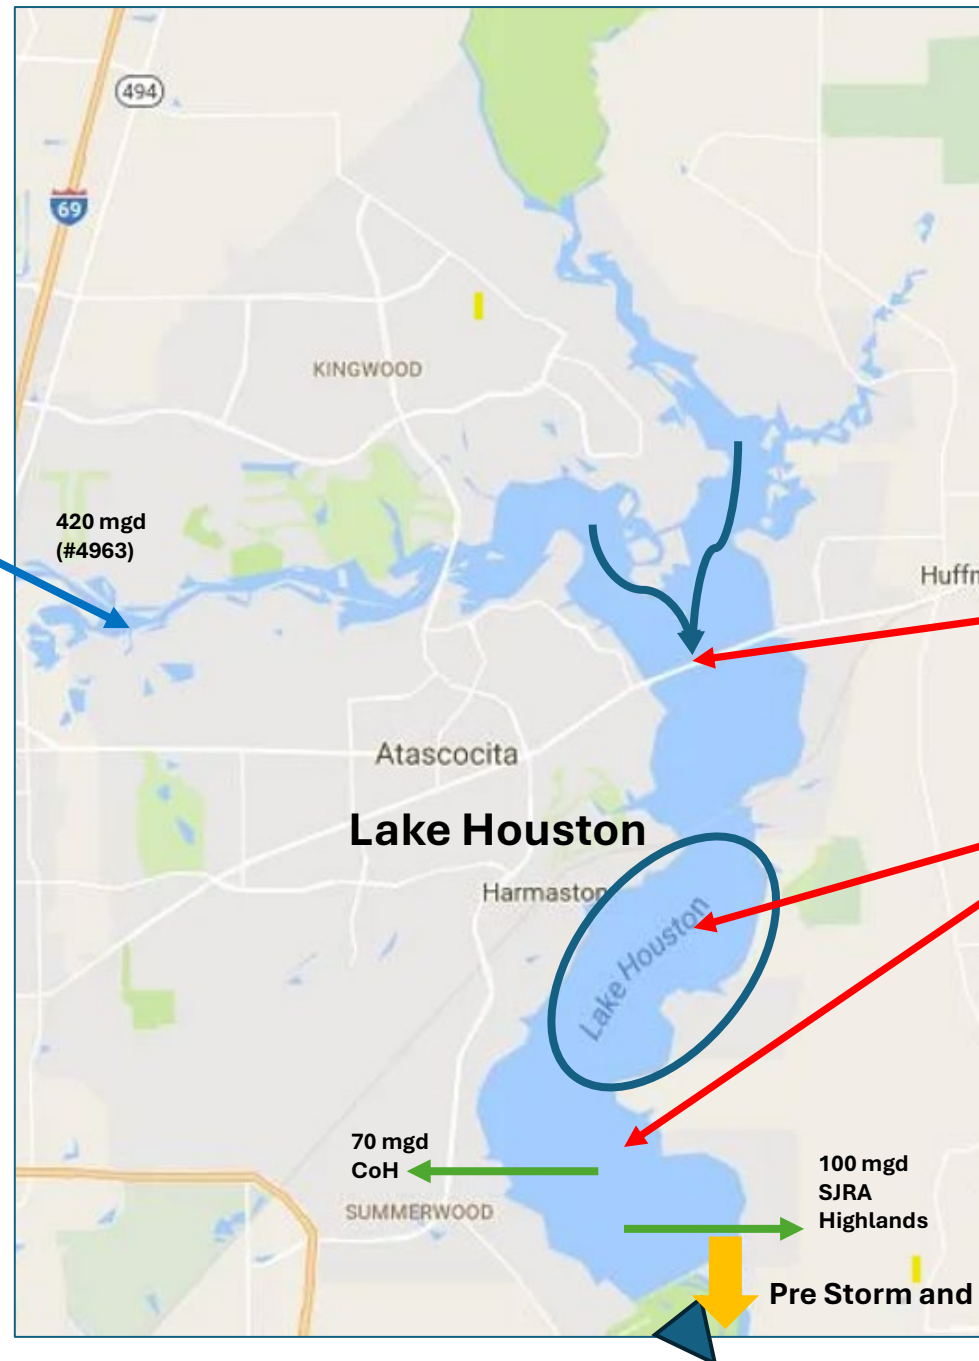 494
69
KINGWOOD
420 mgd
(#4963)
Huffm
Atascocita
Lake Houston
Harmaston
Lake Houston
70 mgd
CoH
100 mgd
SJRA
Highlands
SUMMERWOOD
Pre Storm and